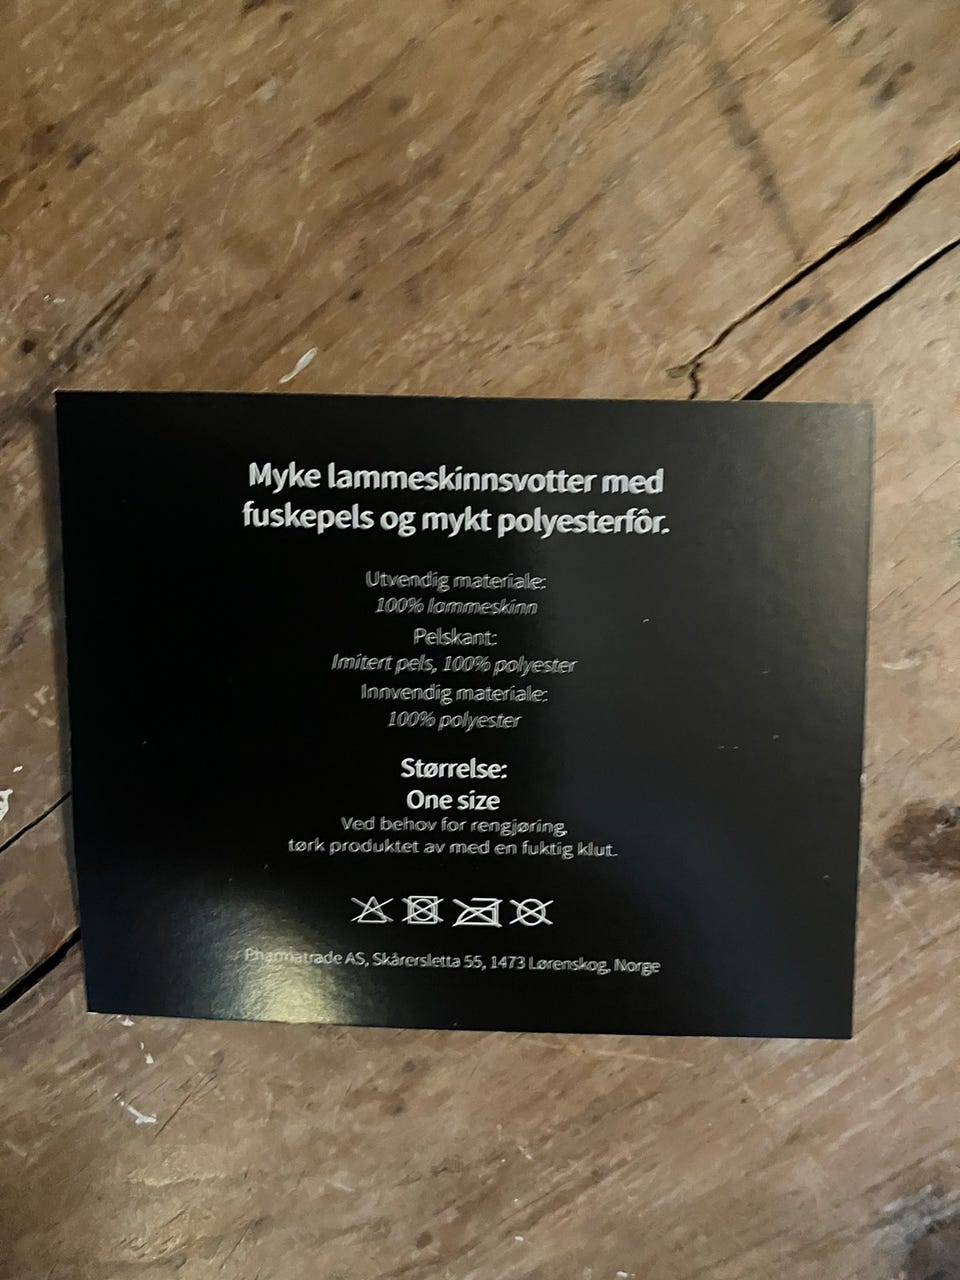 Myke lammeskinnsvotter med
fuskepels og mykt polyesterfôr.
Utvendig materiale:
100% lammeskinn
Pelskant:
Imitert pels, 100% polyester
Innvendig materiale:
100% polyester
Størrelse:
One size
Ved behov for rengjøring,
tørk produktet av med en fuktig klut.
Pharmatrade AS, Skårersletta 55, 1473 Lørenskog, Norge